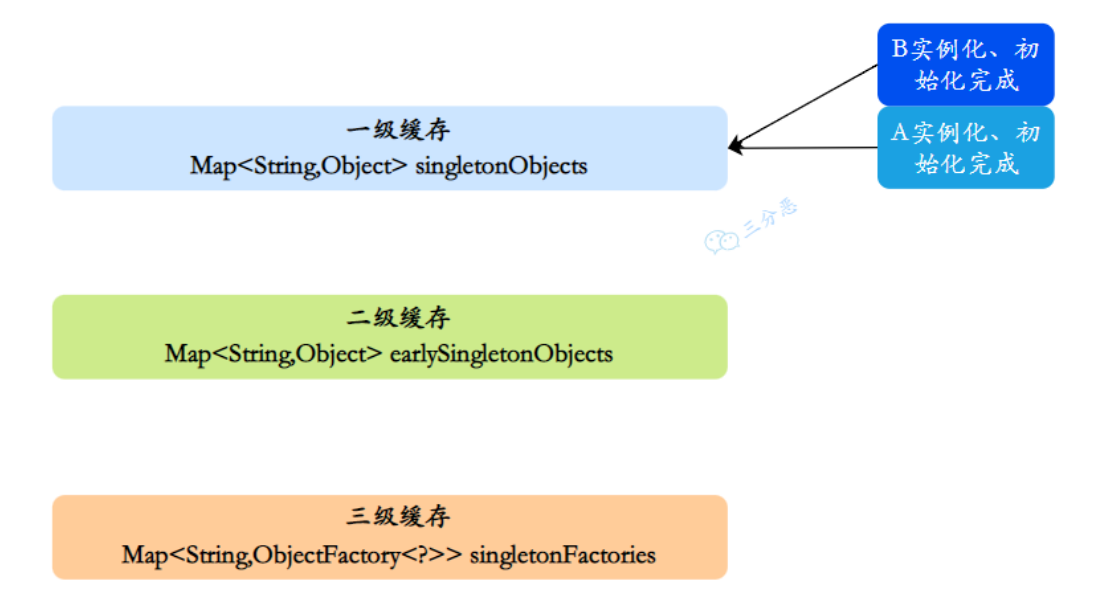 B实例化、初
始化完成
一级缓存
Map<String,Object> singletonObjects
A实例化、初
始化完成
三分恶
二级缓存
Map<String,Object> earlySingletonObjects
三级缓存
Map<String,ObjectFactory<?>> singletonFactories